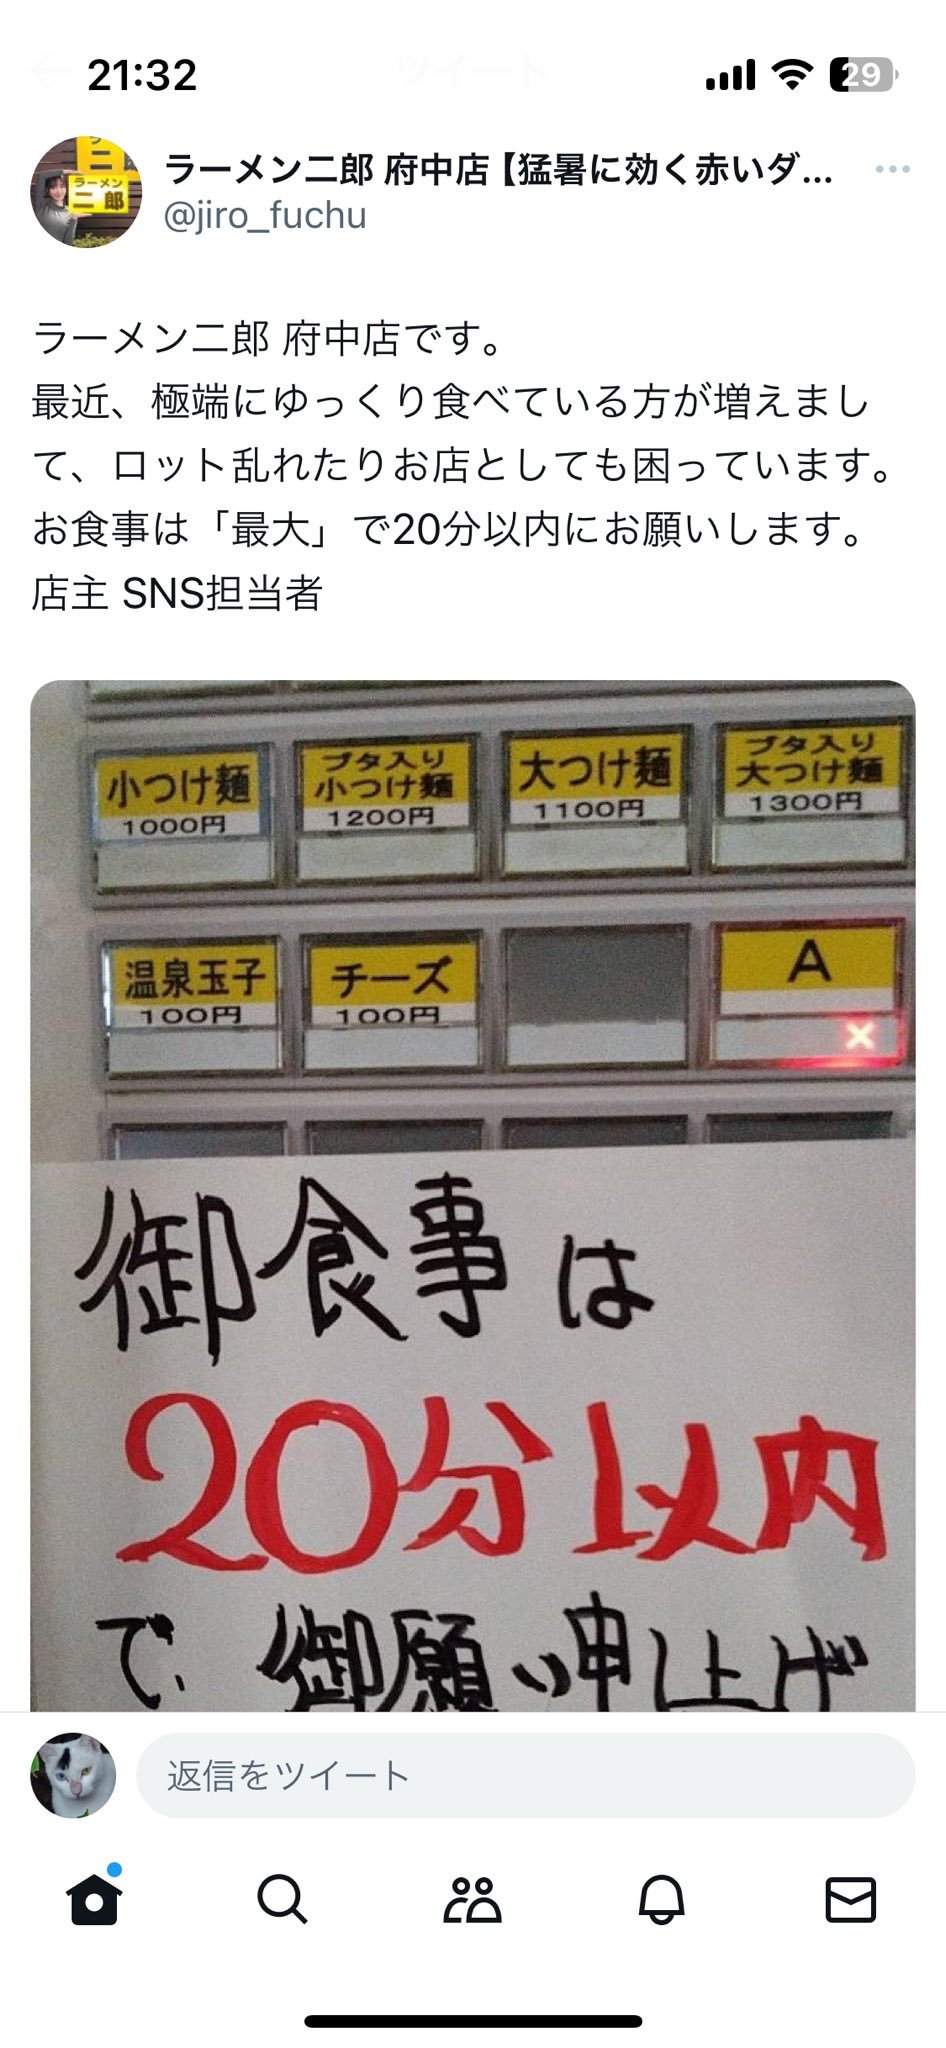 21:32
29
ラーメン二郎 府中店【猛暑に効く赤いダ...
@jiro_fuchu
ラーメン
二郎
ラーメン二郎 府中店です。
最近、極端にゆっくり食べている方が増えまし
て、ロット乱れたりお店としても困っています。
お食事は「最大」で20分以内にお願いします。
店主 SNS担当者
小つけ麺
1000円
ブタ入り
小つけ麺
1200円
大つけ麺
1100円
ブタ入り
大つけ麺
1300円
温泉玉子
100円
チーズ
100円
A
×
御食事は
20分以内
で御願い申し上げ
返信をツイート